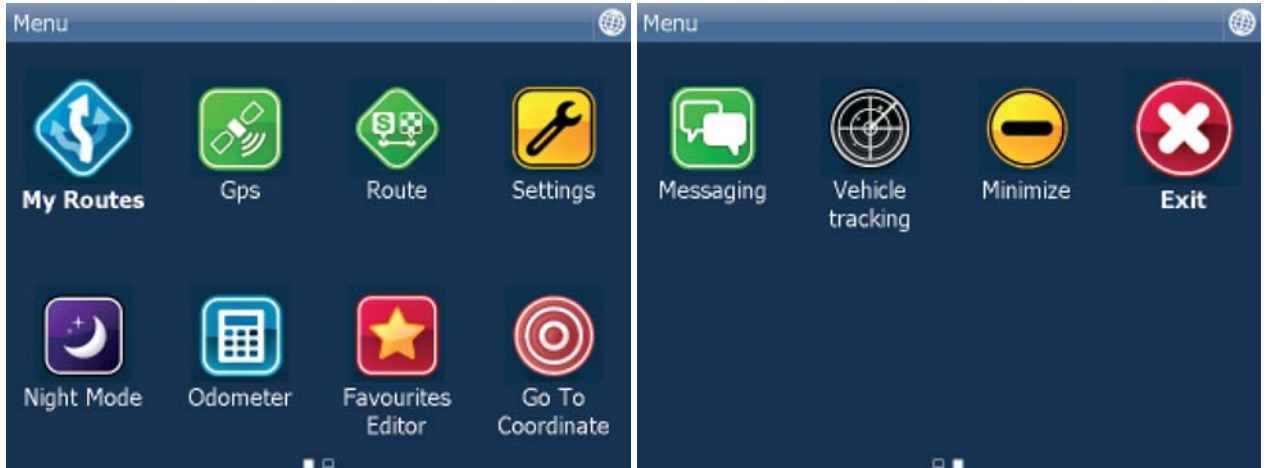 Menu
My Routes
Gps
Route
Settings
Night Mode
Odometer
Favourites
Editor
Go To
Coordinate
Menu
Messaging
Vehicle
tracking
Minimize
Exit